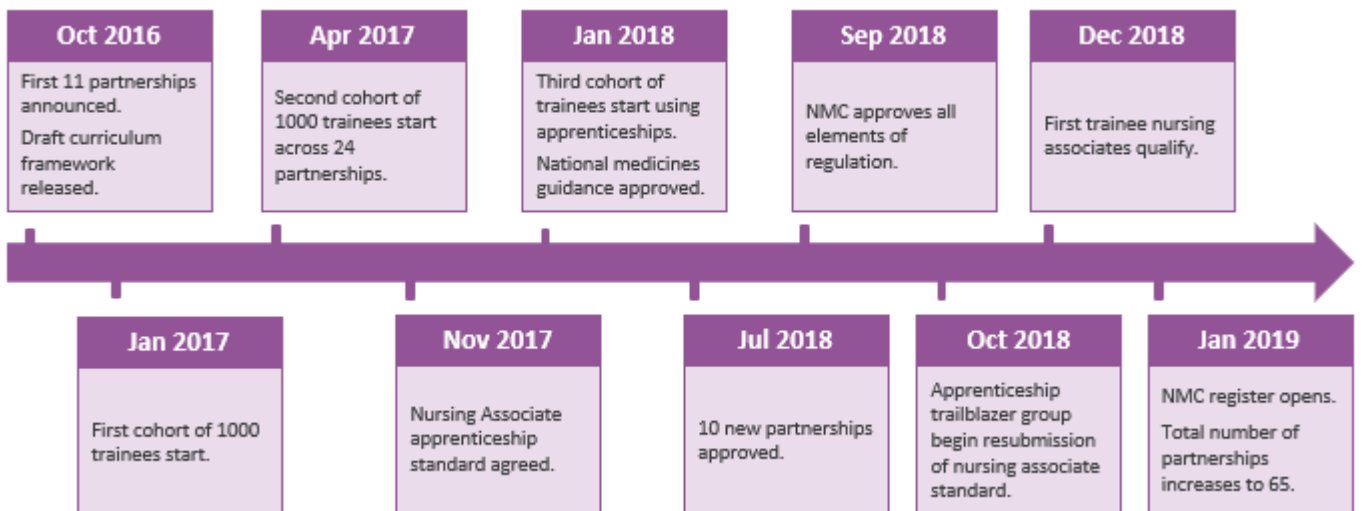 Oct 2016
First 11 partnerships
announced.
Draft curriculum
framework
released.
Apr 2017
Second cohort of
1000 trainees start
across 24
partnerships.
Jan 2018
Third cohort of
trainees start using
apprenticeships.
National medicines
guidance approved.
Sep 2018
NMC approves all
elements of
regulation.
Dec 2018
First trainee nursing
associates qualify.
Jan 2017
First cohort of 1000
trainees start.
Nov 2017
Nursing Associate
apprenticeship
standard agreed.
Jul 2018
10 new partnerships
approved.
Oct 2018
Apprenticeship
trailblazer group
begin resubmission
of nursing associate
standard.
Jan 2019
NMC register opens.
Total number of
partnerships
increases to 65.